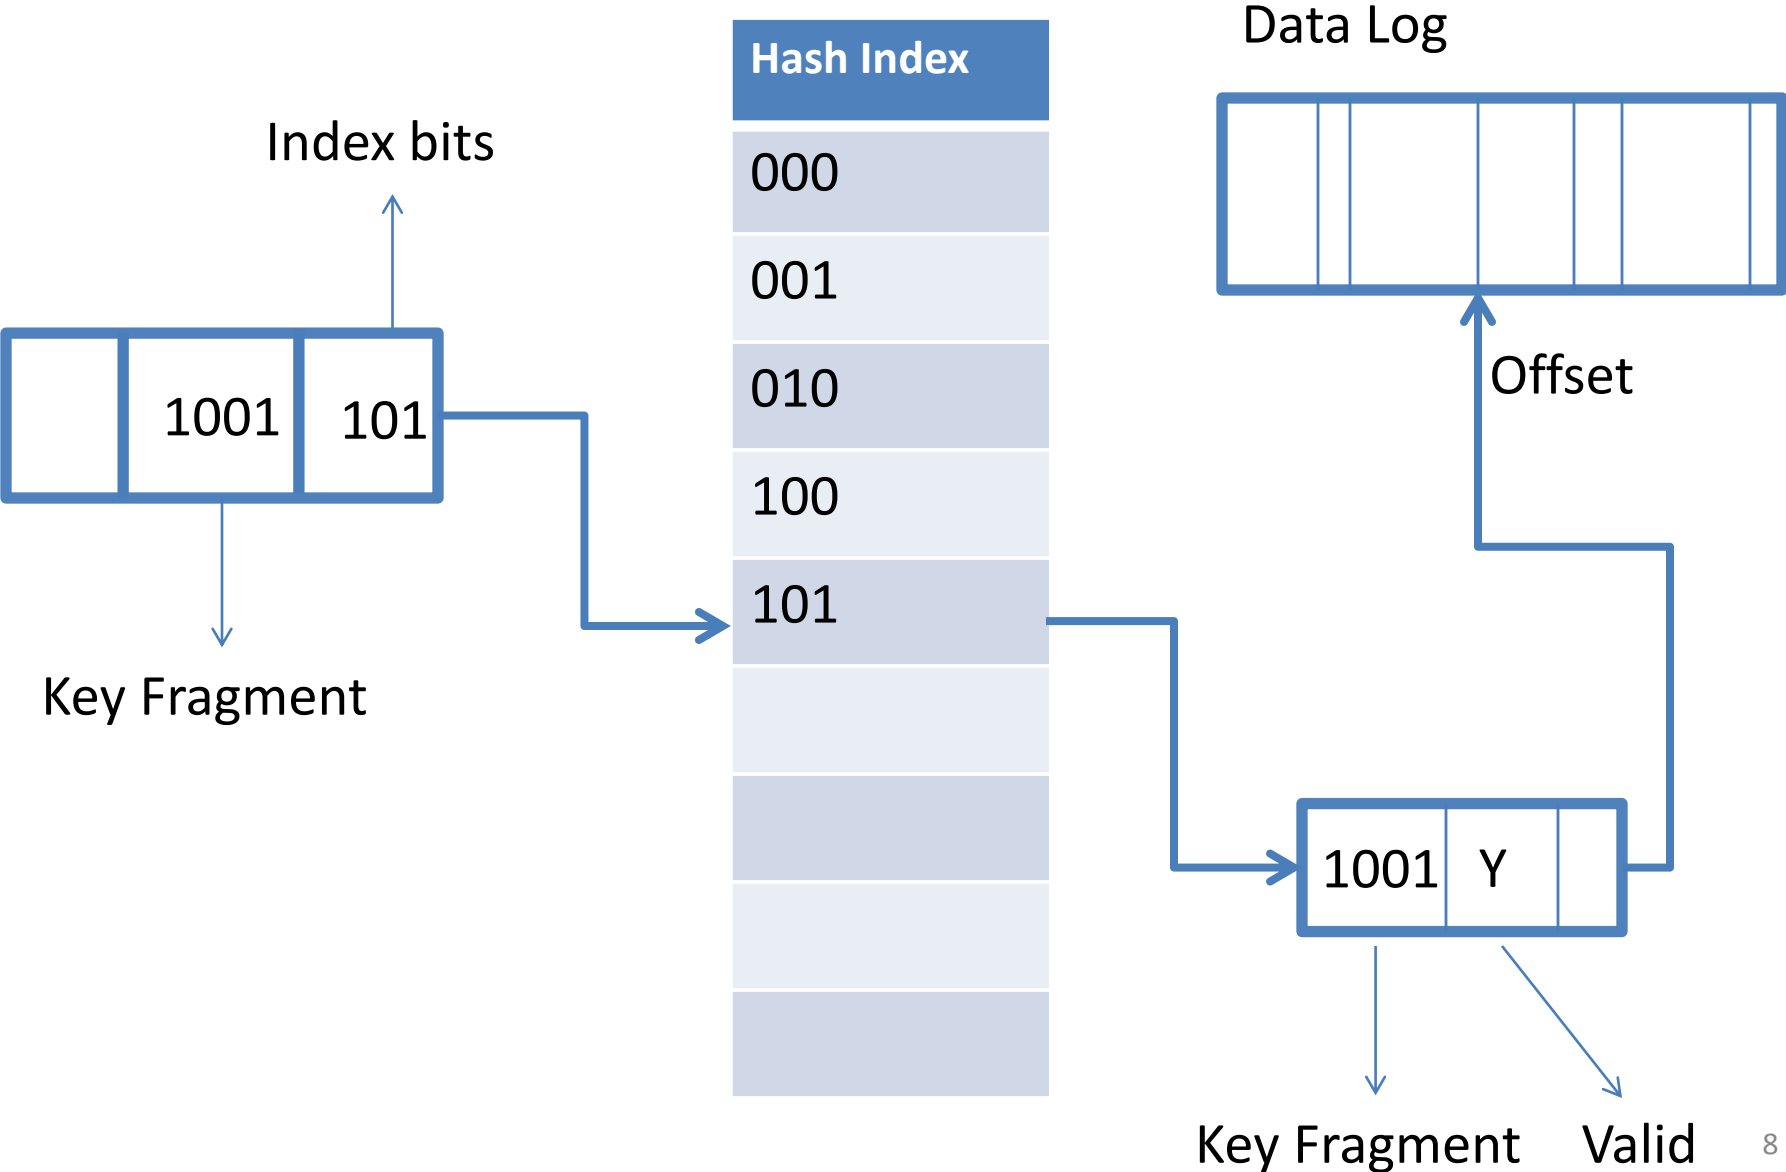 Data Log
Hash Index
Index bits
000
001
010
100
101
1001
101
Key Fragment
Offset
1001
Y
Key Fragment
Valid
8